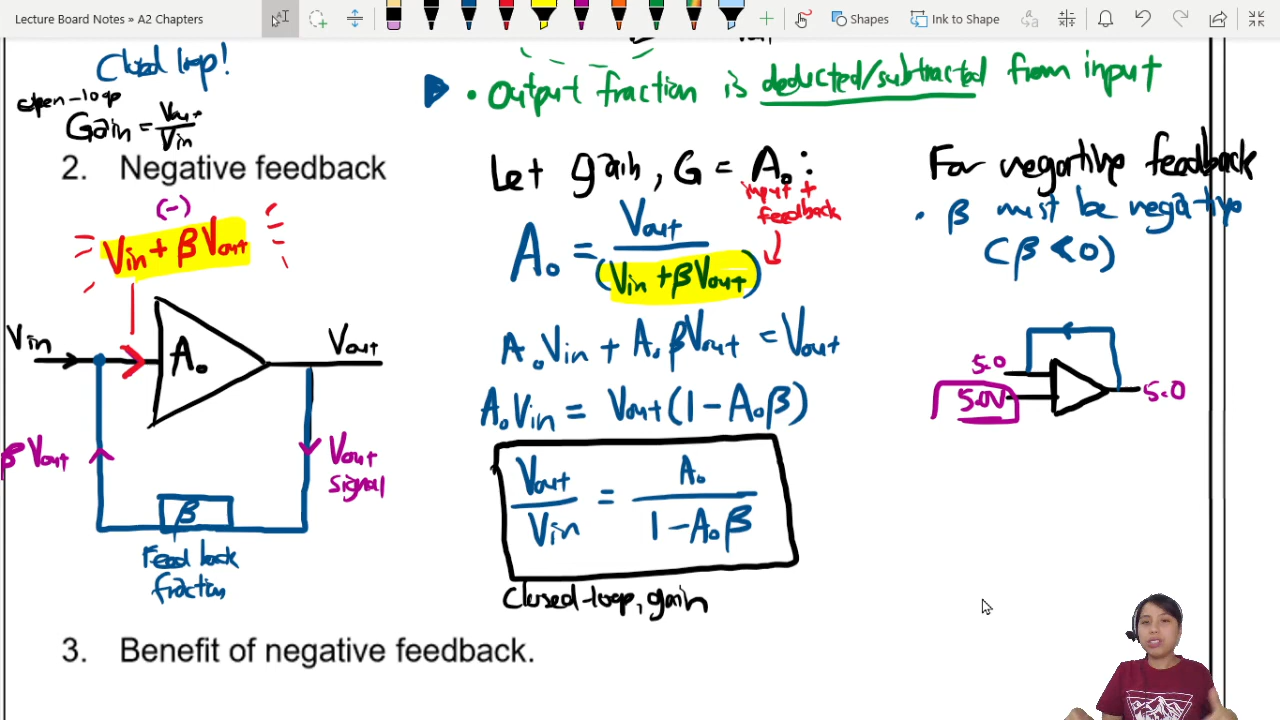 Lecture Board Notes » A2 Chapters
Shapes
Ink to Shape
Closed loop!
• Output fraction is deducted/subtracted from input
open-loop
Gain = Vout/Vin
2. Negative feedback
Let gain, G = A₀:
For negartive feedback
input +
feedback
• β must be negative
(β < 0)
(-)
Vin + βVout
A₀ = Vout/(Vin + βVout)
Vin
A₀
Vout
A₀Vin + A₀βVout = Vout
5.0
5.0V
5.0
A₀Vin = Vout(1 - A₀β)
βVout
Vout
signal
Vout/Vin = A₀/(1 - A₀β)
β
Feed back
fraction
Closed-loop, gain
3. Benefit of negative feedback.